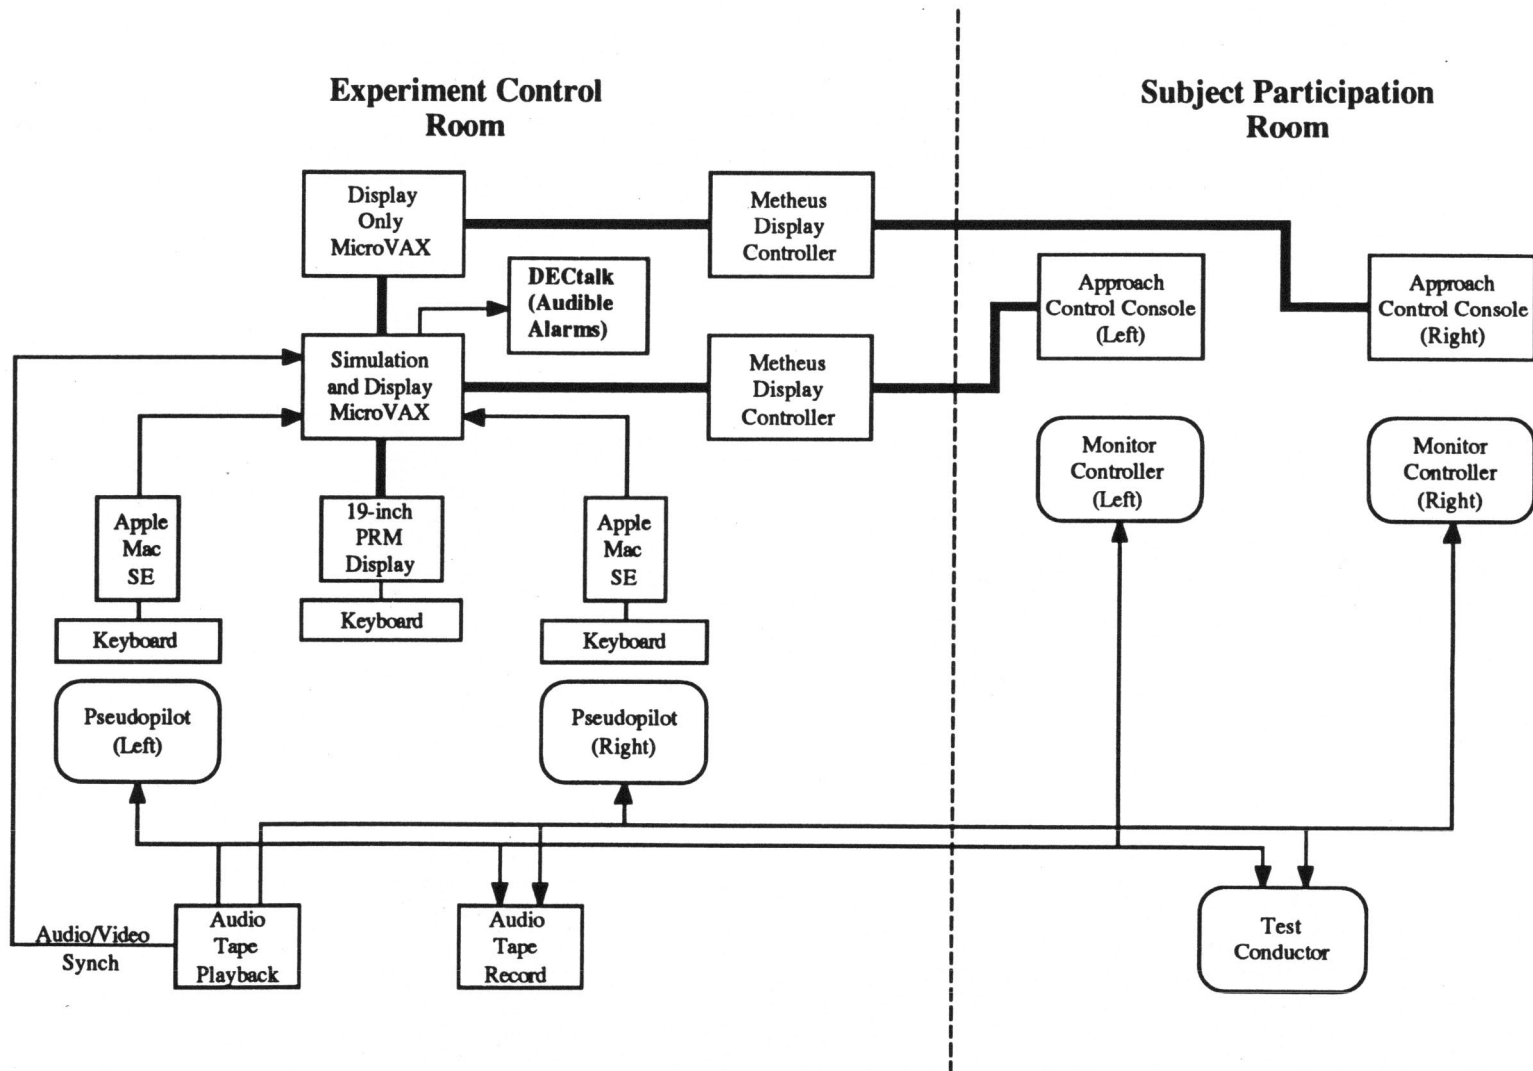 Experiment Control
Room
Subject Participation
Room
Display
Only
MicroVAX
Metheus
Display
Controller
DECtalk
(Audible
Alarms)
Approach
Control Console
(Left)
Approach
Control Console
(Right)
Simulation
and Display
MicroVAX
Metheus
Display
Controller
Monitor
Controller
(Left)
Monitor
Controller
(Right)
Apple
Mac
SE
19-inch
PRM
Display
Apple
Mac
SE
Keyboard
Keyboard
Keyboard
Pseudopilot
(Left)
Pseudopilot
(Right)
Audio/Video
Synch
Audio
Tape
Playback
Audio
Tape
Record
Test
Conductor